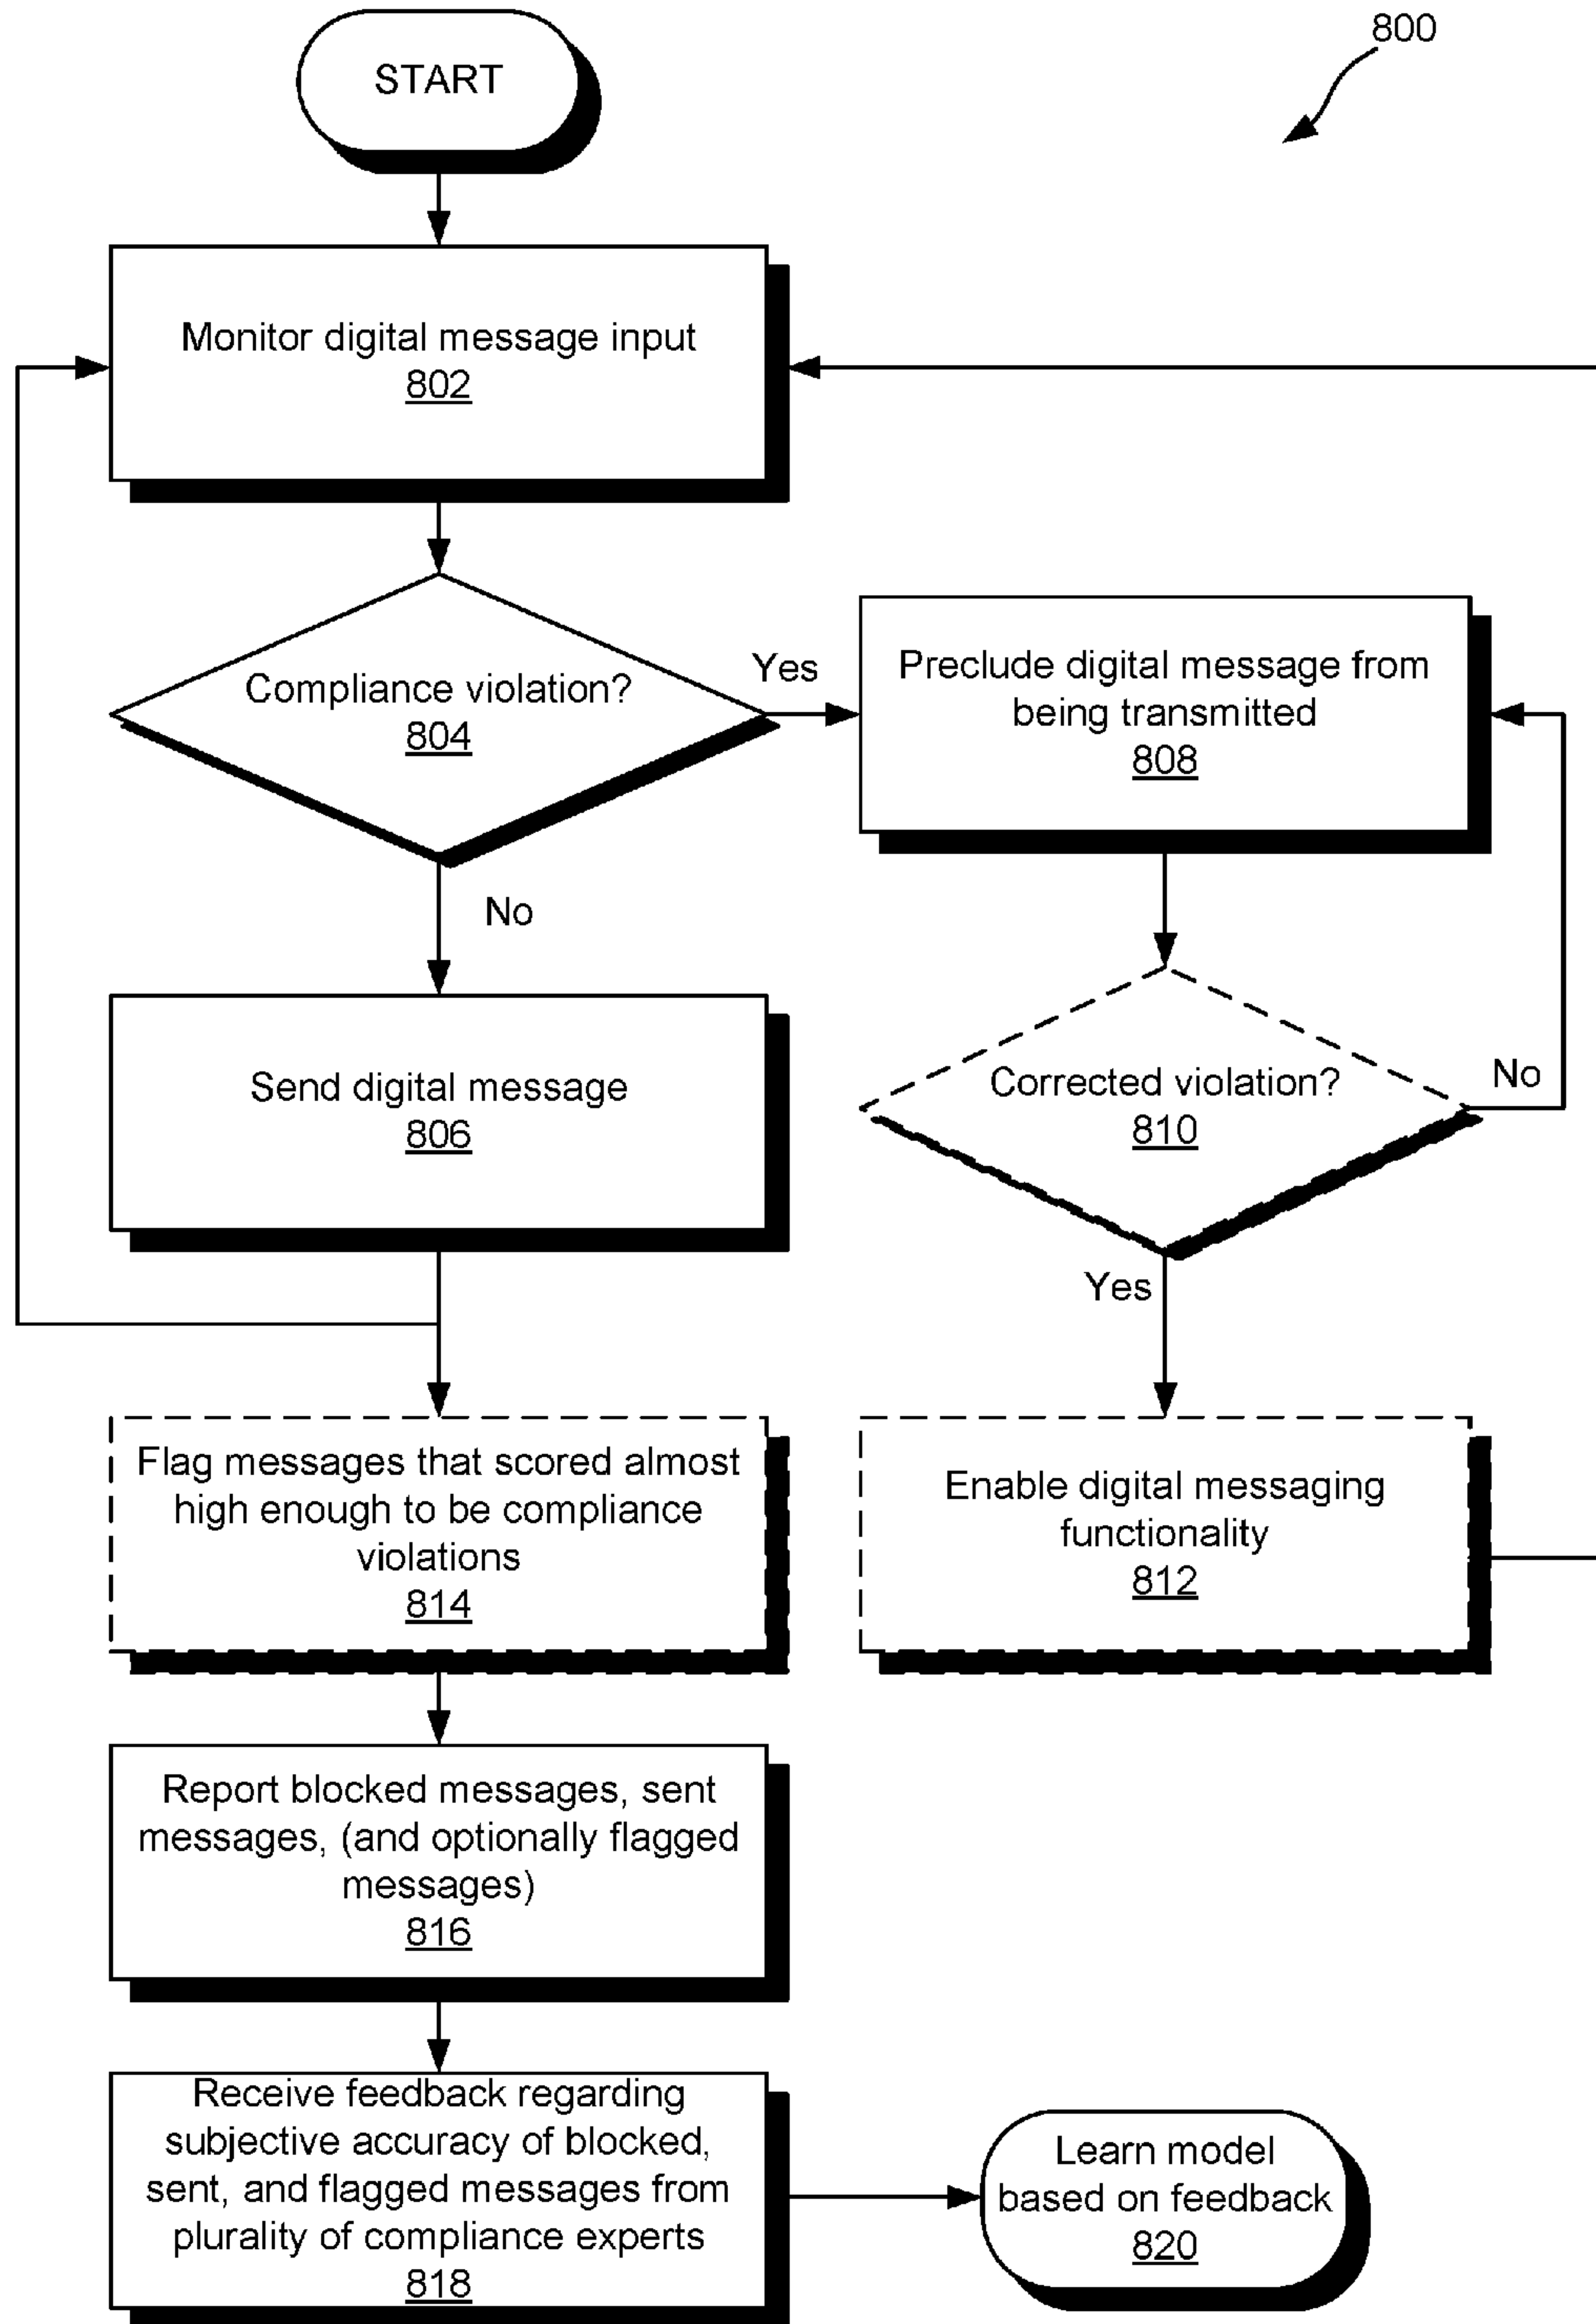 800
START
Monitor digital message input
802
Compliance violation?
804
Yes
Preclude digital message from
being transmitted
808
No
Send digital message
806
Corrected violation?
810
No
Yes
Flag messages that scored almost
high enough to be compliance
violations
814
Enable digital messaging
functionality
812
Report blocked messages, sent
messages, (and optionally flagged
messages)
816
Receive feedback regarding
subjective accuracy of blocked,
sent, and flagged messages from
plurality of compliance experts
818
Learn model
based on feedback
820